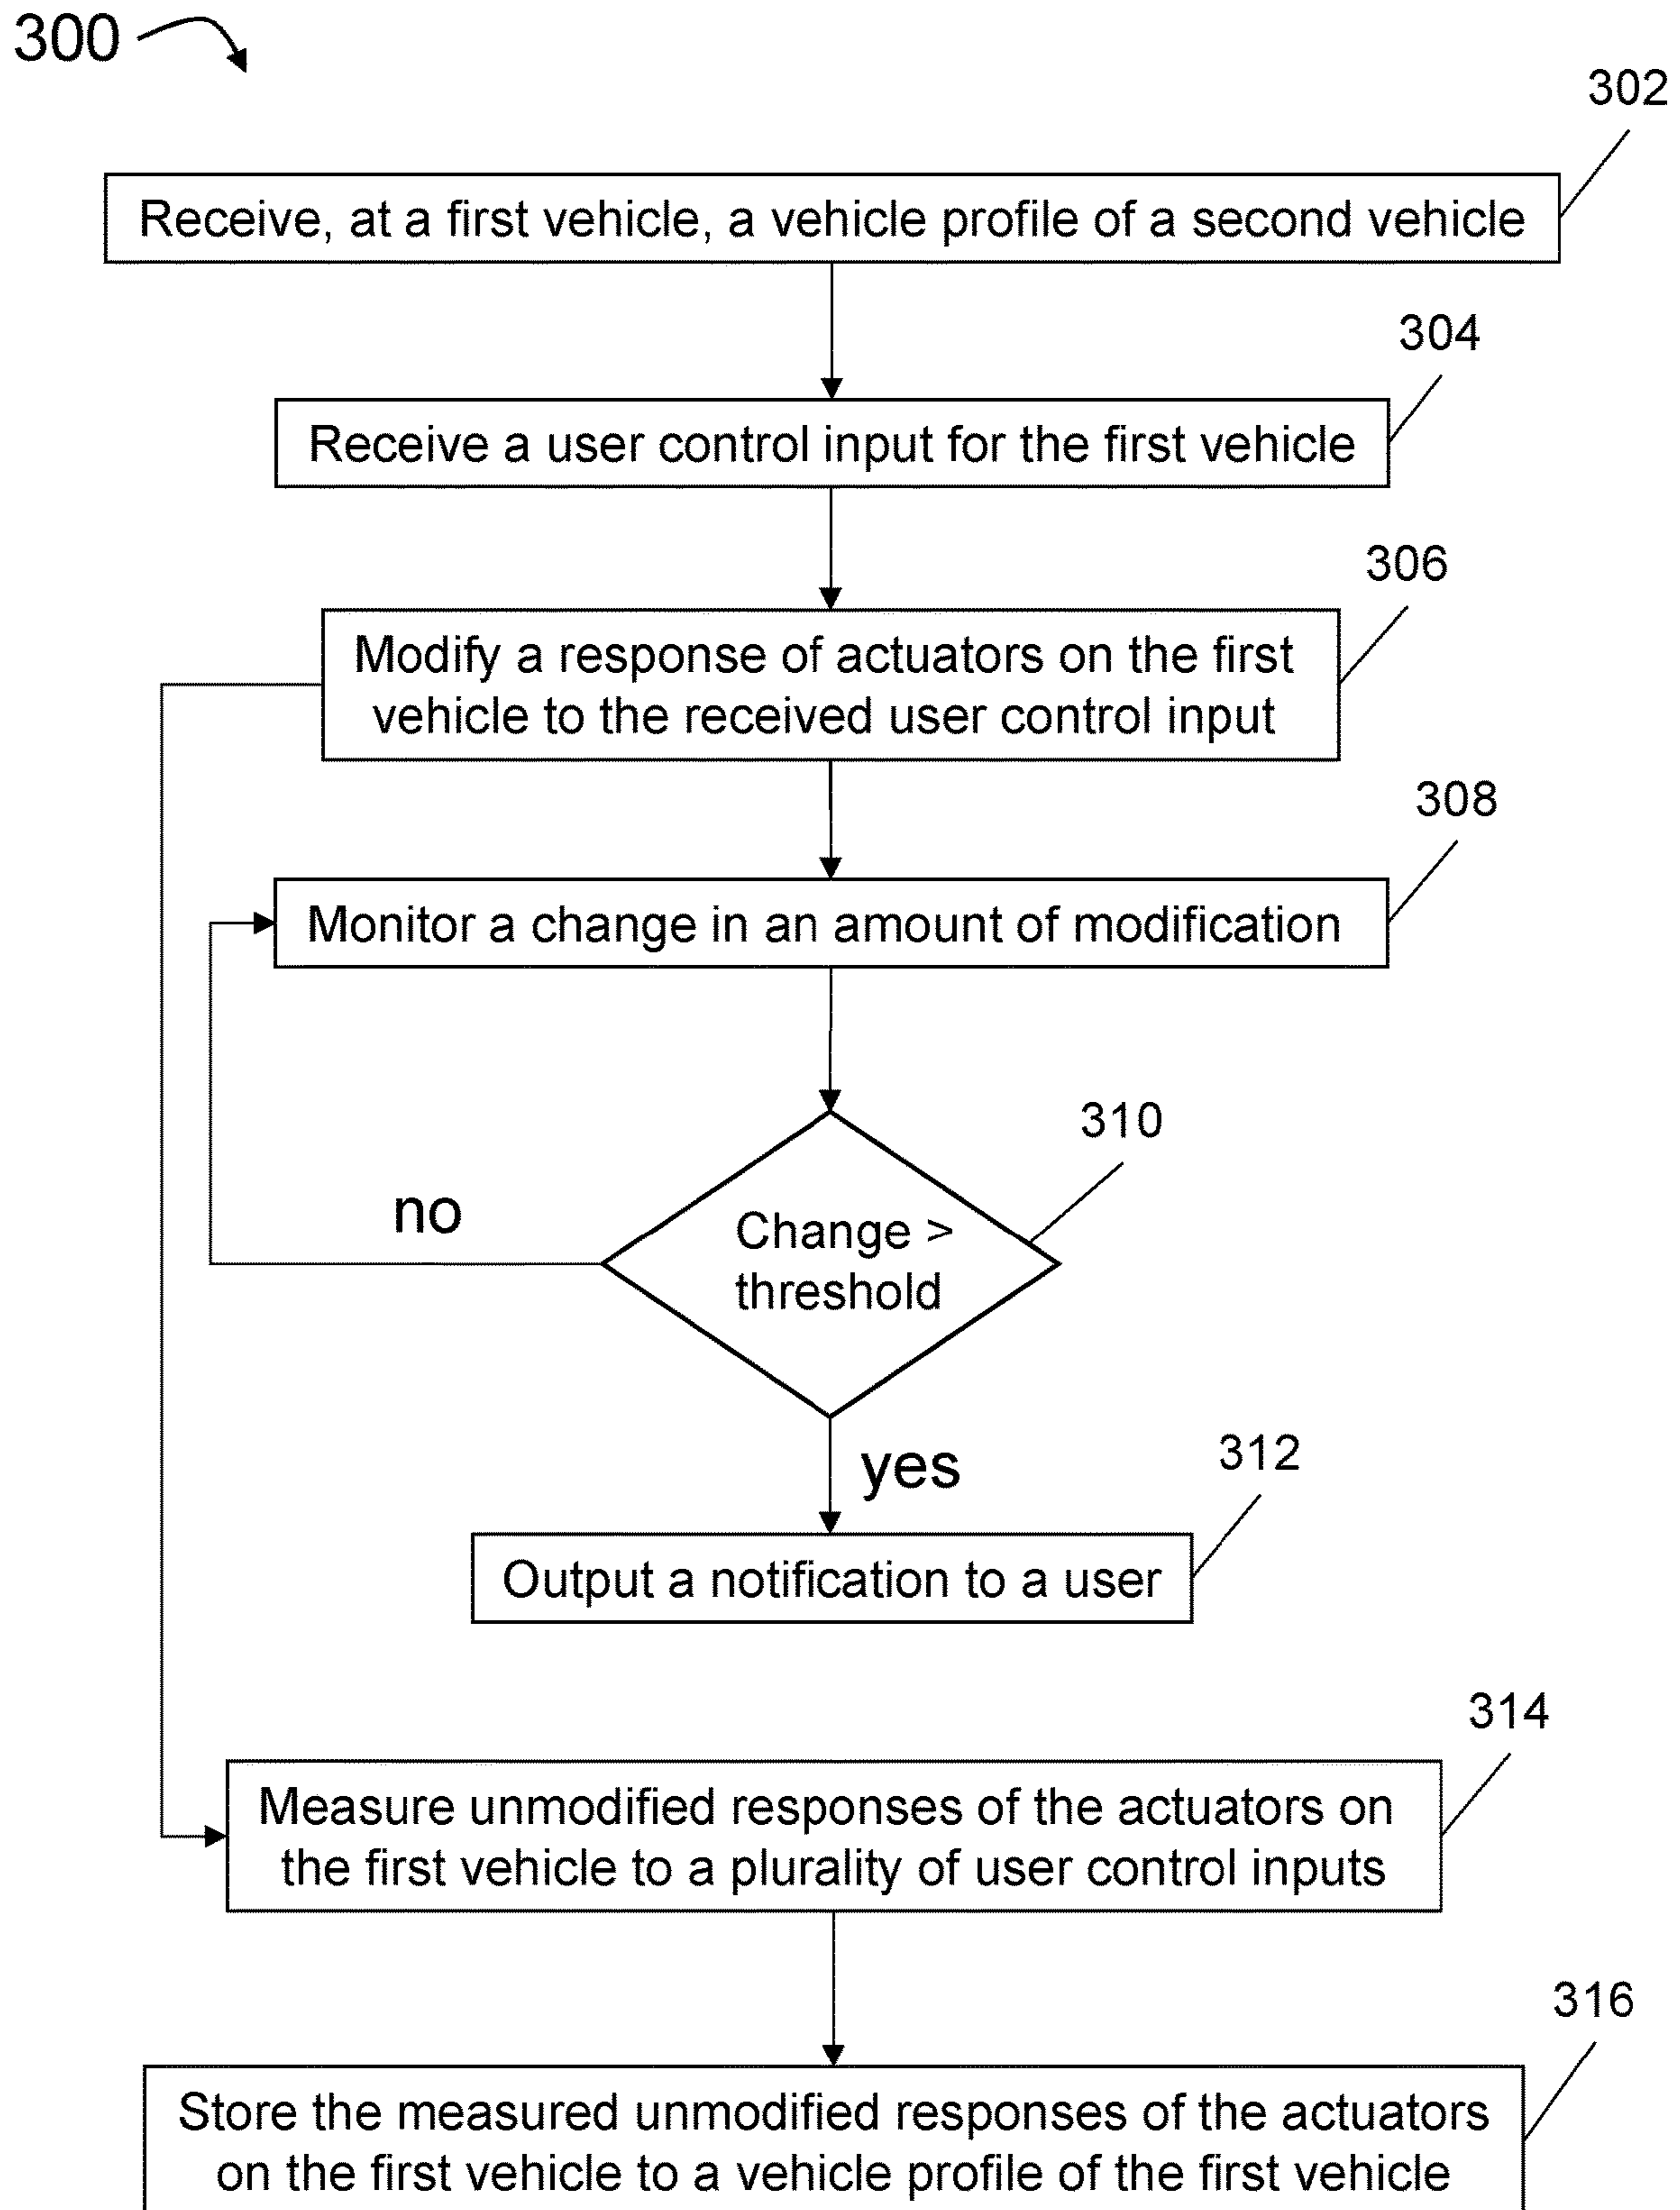 300
302
Receive, at a first vehicle, a vehicle profile of a second vehicle
304
Receive a user control input for the first vehicle
306
Modify a response of actuators on the first
vehicle to the received user control input
308
Monitor a change in an amount of modification
310
no
Change >
threshold
yes
312
Output a notification to a user
314
Measure unmodified responses of the actuators on
the first vehicle to a plurality of user control inputs
316
Store the measured unmodified responses of the actuators
on the first vehicle to a vehicle profile of the first vehicle